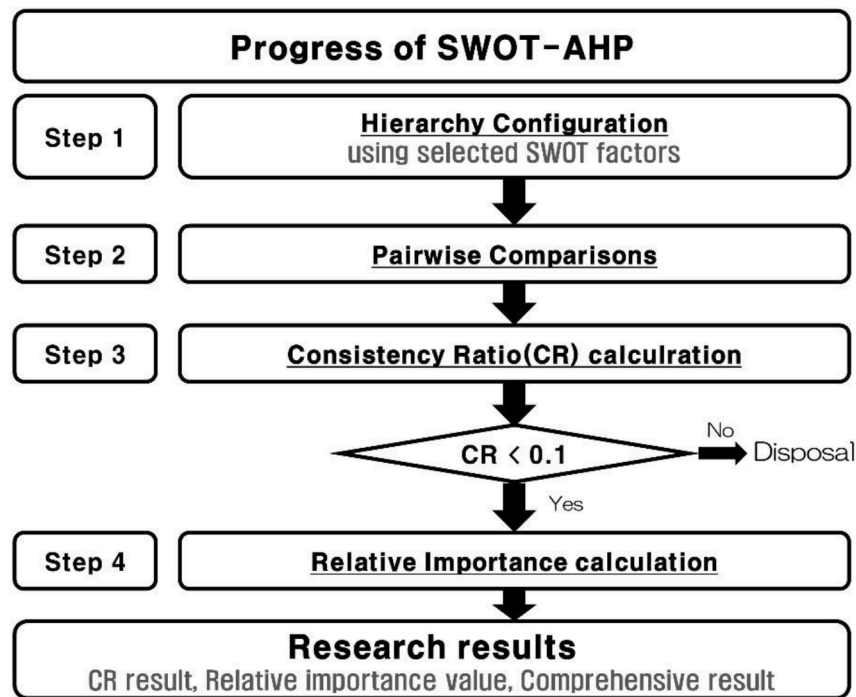 Progress of SWOT-AHP
Step 1
Hierarchy Configuration
using selected SWOT factors
Step 2
Pairwise Comparisons
Step 3
Consistency Ratio(CR) calculration
CR < 0.1
No
Disposal
Yes
Step 4
Relative Importance calculation
Research results
CR result, Relative importance value, Comprehensive result